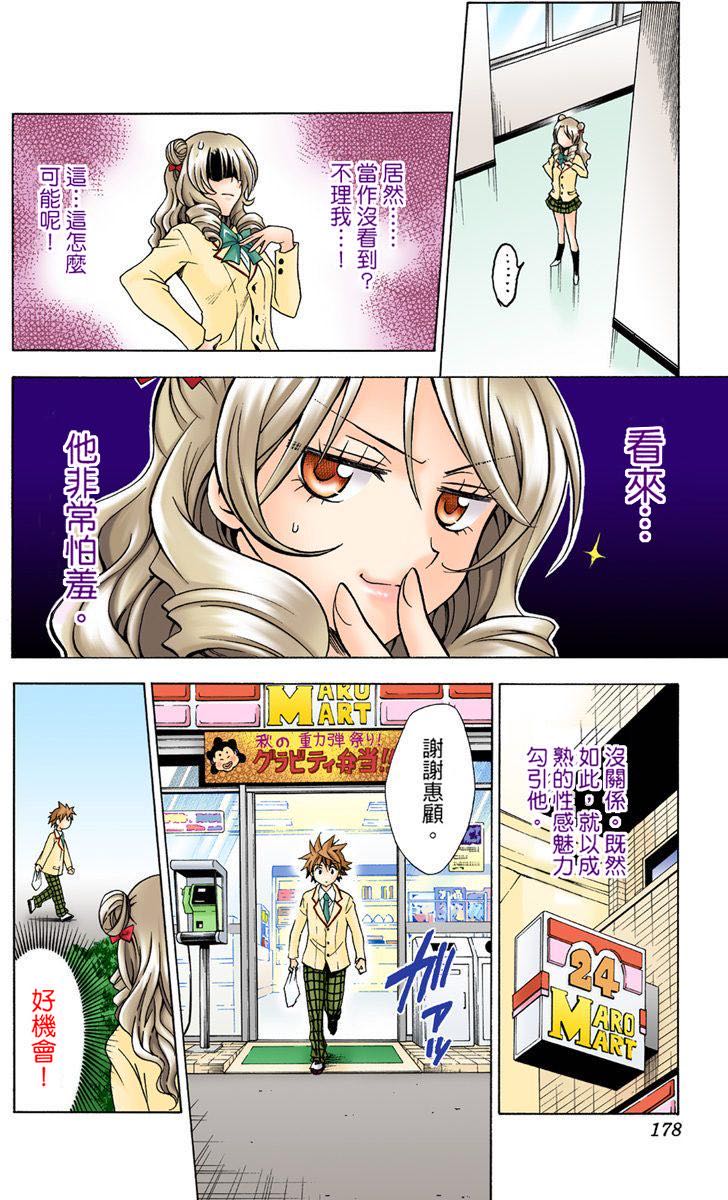 ……
居然……
當作沒看到?
不理我…!
這…這怎麼
可能呢!
看來…
他非常怕羞。
沒關係。既然
如此,就以成
熟的性感魅力
勾引他。
24
MARO
MART
MARO
MART
秋の重力弾祭り!
グラビティ弁当!!
謝謝惠顧。
ガアッ
好機會!
178